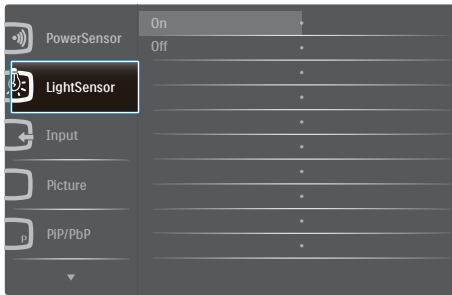 PowerSensor
LightSensor
Input
Picture
P
PiP/PbP
On
Off